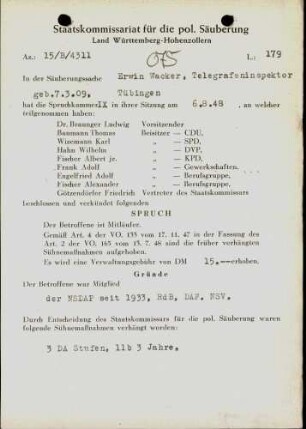 Staatskommissariat für die pol. Säuberung
Land Württemberg-Hohenzollern
Az.: 15/B/4311 075 L: 179
In der Säuberungssache Erwin Wacker, Telegrafeninspektor
geb.7.3.09, Tübingen
hat die Spruchkammer IX in ihrer Sitzung am 6.8.48 , an welcher
teilgenommen haben:
Dr. Braunger Ludwig Vorsitzender
Baumann Thomas Beisitzer — CDU,
Wizemann Karl „ — SPD,
Hahn Wilhelm „ — DVP,
Fischer Albert jr. „ — KPD,
Frank Adolf „ — Gewerkschaften.
Engelfried Adolf „ — Berufsgruppe,
Fischer Alexander „ — Berufsgruppe,
Götzendörfer Friedrich Vertreter des Staatskommissars
beschlossen und verkündet folgenden
SPRUCH
Der Betroffene ist Mitläufer.
Gemäß Art. 4 der VO. 133 vom 17. 11. 47 in der Fassung des
Art. 2 der VO. 165 vom 13. 7. 48 sind die früher verhängten
Sühnemaßnahmen aufgehoben.
Es wird eine Verwaltungsgebühr von DM 15.-- erhoben.
Gründe
Der Betroffene war Mitglied
der NSDAP seit 1933, RdB, DAF, NSV.
Durch Entscheidung des Staatskommissars für die pol. Säuberung waren
folgende Sühnemaßnahmen verhängt worden:
3 DA Stufen, 11b 3 Jahre.